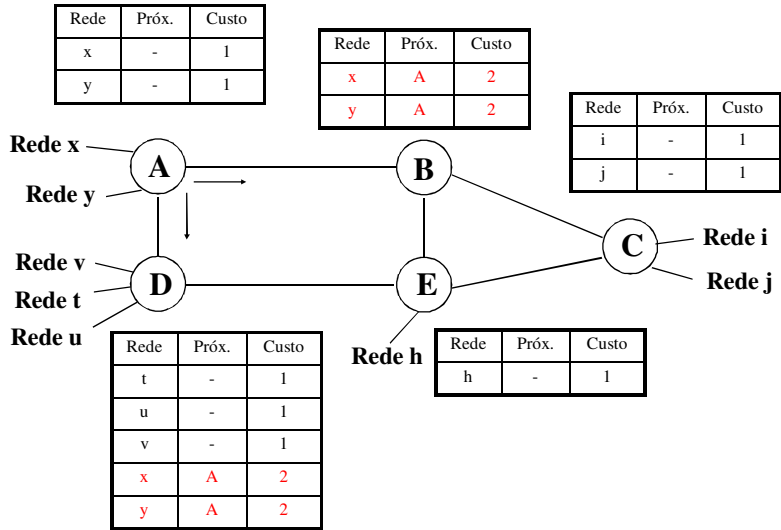 Rede Próx. Custo
x - 1
y - 1
Rede Próx. Custo
x A 2
y A 2
Rede Próx. Custo
i - 1
j - 1
Rede x
A
B
Rede y
C
Rede i
Rede v
D
E
Rede j
Rede t
Rede u
Rede h
Rede Próx. Custo
t - 1
u - 1
v - 1
x A 2
y A 2
Rede Próx. Custo
h - 1